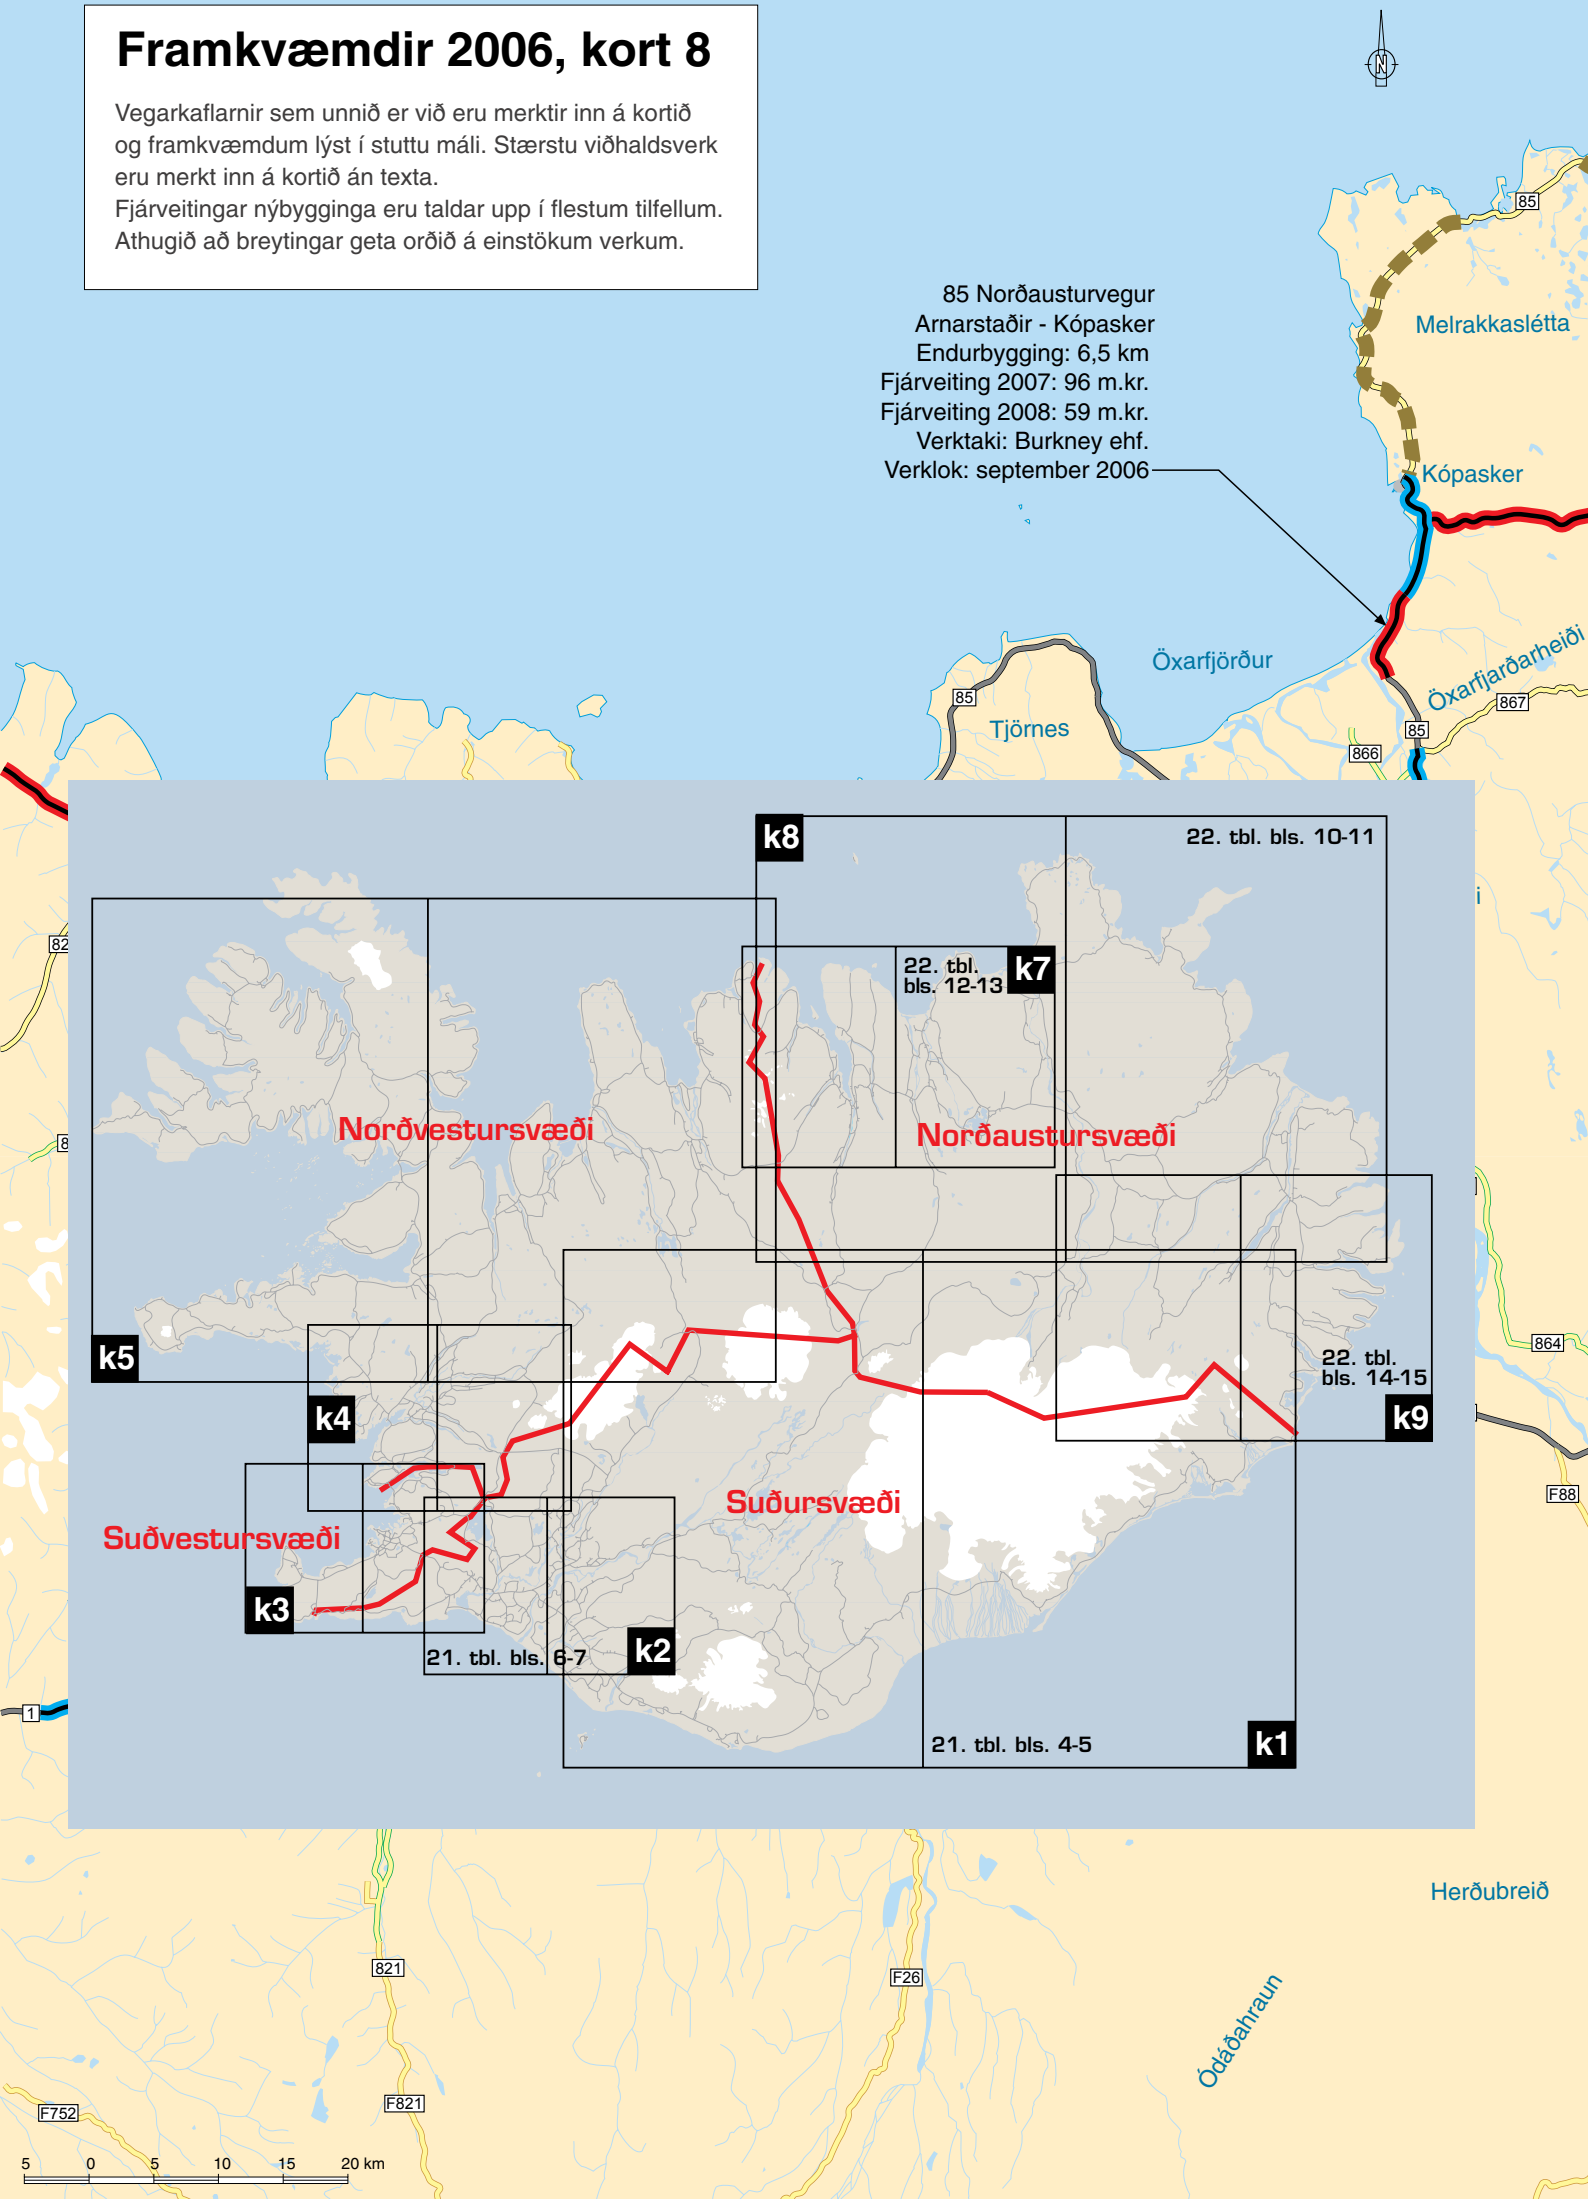 Framkvæmdir 2006, kort 8
Vegarkaflarnir sem unnið er við eru merktir inn á kortið
og framkvæmdum lýst í stuttu máli. Stærstu viðhaldsverk
eru merkt inn á kortið án texta.
Fjárveitingar nýbygginga eru taldar upp í flestum tilfellum.
Athugið að breytingar geta orðið á einstökum verkum.
N
85
85 Norðausturvegur
Arnarstaðir - Kópasker
Endurbygging: 6,5 km
Fjárveiting 2007: 96 m.kr.
Fjárveiting 2008: 59 m.kr.
Verktaki: Burkney ehf.
Verklok: september 2006
Melrakkaslétta
Kópasker
Öxarfjörður
Öxarfjarðarheiði
867
85
Tjörnes
85
866
k8
22. tbl. bls. 10-11
i
82
22. tbl.
bls. 12-13
k7
Norðvestursvæði
Norðaustursvæði
8
k5
22. tbl.
bls. 14-15
864
k4
k9
F88
Suðursvæði
Suðvestursvæði
k3
21. tbl. bls. 6-7
k2
1
21. tbl. bls. 4-5
k1
Herðubreið
821
F26
Ódáðahraun
F752
F821
5 0 5 10 15 20 km